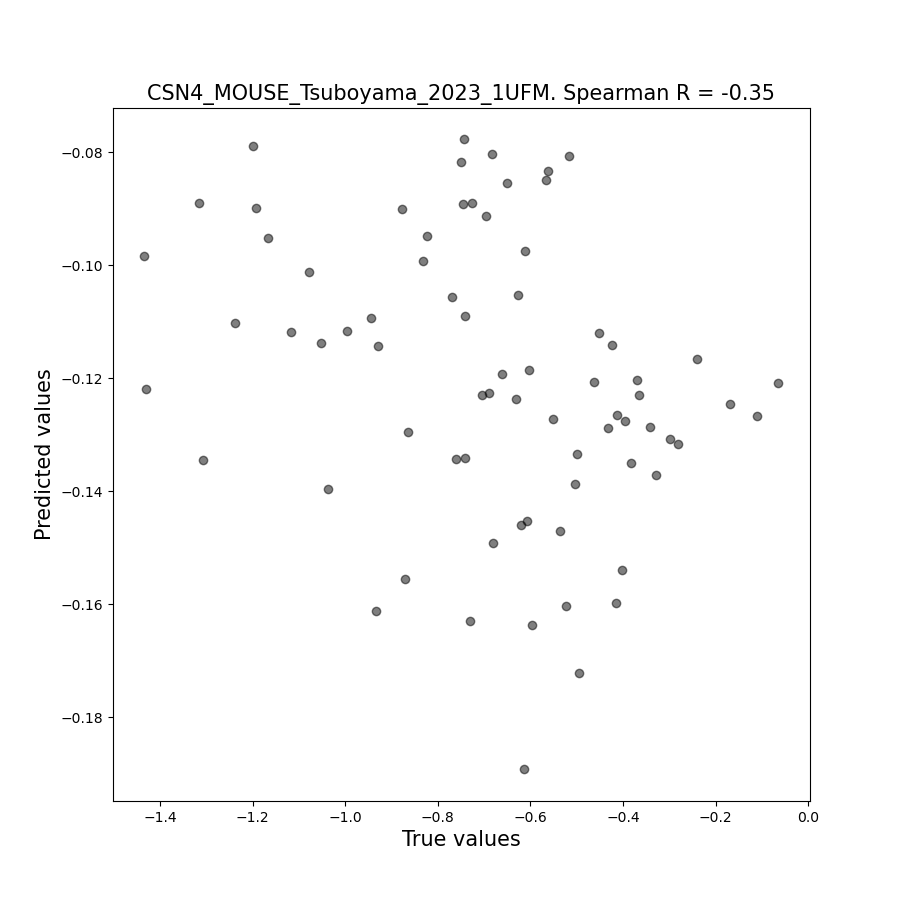 CSN4_MOUSE_Tsuboyama_2023_1UFM. Spearman R = -0.35
−0.08
−0.10
−0.12
−0.14
−0.16
−0.18
Predicted values
−1.4 −1.2 −1.0 −0.8 −0.6 −0.4 −0.2 0.0
True values